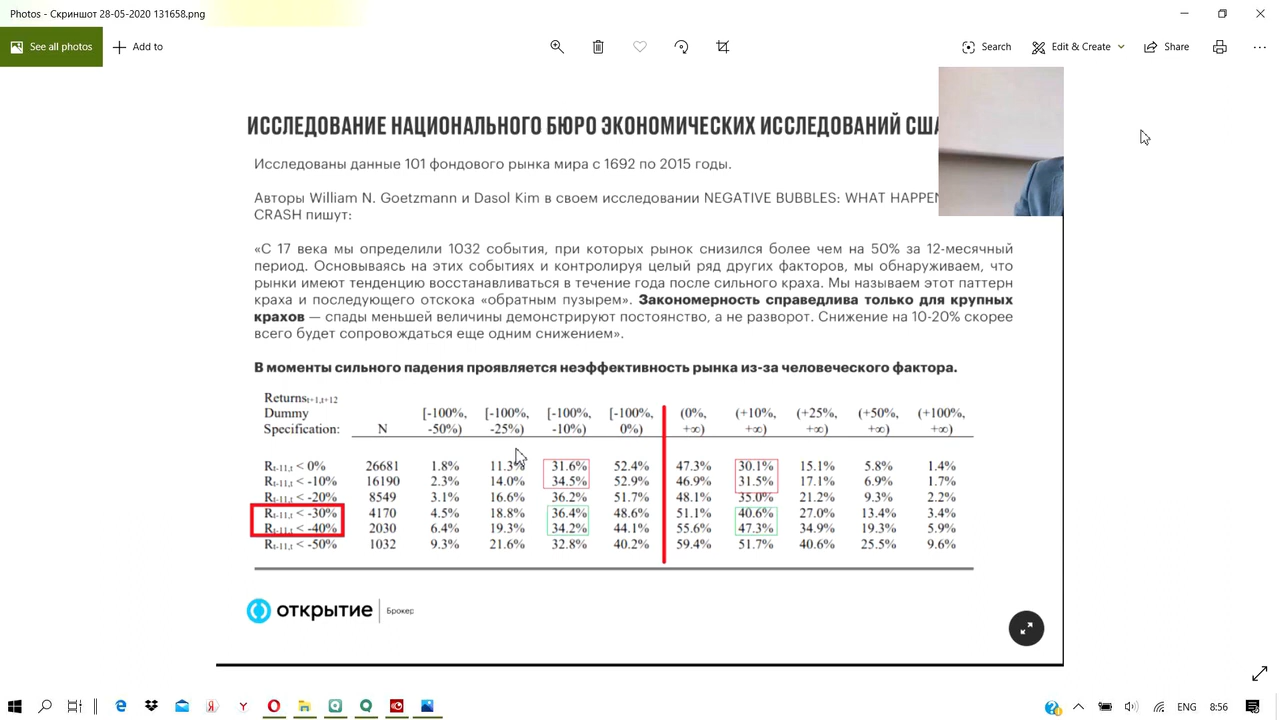 Photos - Скриншот 28-05-2020 131658.png
See all photos
Add to
Search
Edit & Create
Share
ИССЛЕДОВАНИЕ НАЦИОНАЛЬНОГО БЮРО ЭКОНОМИЧЕСКИХ ИССЛЕДОВАНИЙ США
Исследованы данные 101 фондового рынка мира с 1692 по 2015 годы.
Авторы William N. Goetzmann и Dasol Kim в своем исследовании NEGATIVE BUBBLES: WHAT HAPPEN
CRASH пишут:
«С 17 века мы определили 1032 события, при которых рынок снизился более чем на 50% за 12-месячный
период. Основываясь на этих событиях и контролируя целый ряд других факторов, мы обнаруживаем, что
рынки имеют тенденцию восстанавливаться в течение года после сильного краха. Мы называем этот паттерн
краха и последующего отскока «обратным пузырем». Закономерность справедлива только для крупных
крахов — спады меньшей величины демонстрируют постоянство, а не разворот. Снижение на 10-20% скорее
всего будет сопровождаться еще одним снижением».
В моменты сильного падения проявляется неэффективность рынка из-за человеческого фактора.
Returns t+1,t+12
Dummy [-100%, [-100%, [-100%, [-100%, (0%, (+10%, (+25%, (+50%, (+100%,
Specification: N -50%) -25%) -10%) 0%) +∞) +∞) +∞) +∞) +∞)
R t-11,t < 0% 26681 1.8% 11.3% 31.6% 52.4% 47.3% 30.1% 15.1% 5.8% 1.4%
R t-11,t < -10% 16190 2.3% 14.0% 34.5% 52.9% 46.9% 31.5% 17.1% 6.9% 1.7%
R t-11,t < -20% 8549 3.1% 16.6% 36.2% 51.7% 48.1% 35.0% 21.2% 9.3% 2.2%
R t-11,t < -30% 4170 4.5% 18.8% 36.4% 48.6% 51.1% 40.6% 27.0% 13.4% 3.4%
R t-11,t < -40% 2030 6.4% 19.3% 34.2% 44.1% 55.6% 47.3% 34.9% 19.3% 5.9%
R t-11,t < -50% 1032 9.3% 21.6% 32.8% 40.2% 59.4% 51.7% 40.6% 25.5% 9.6%
открытие Брокер
ENG 8:56